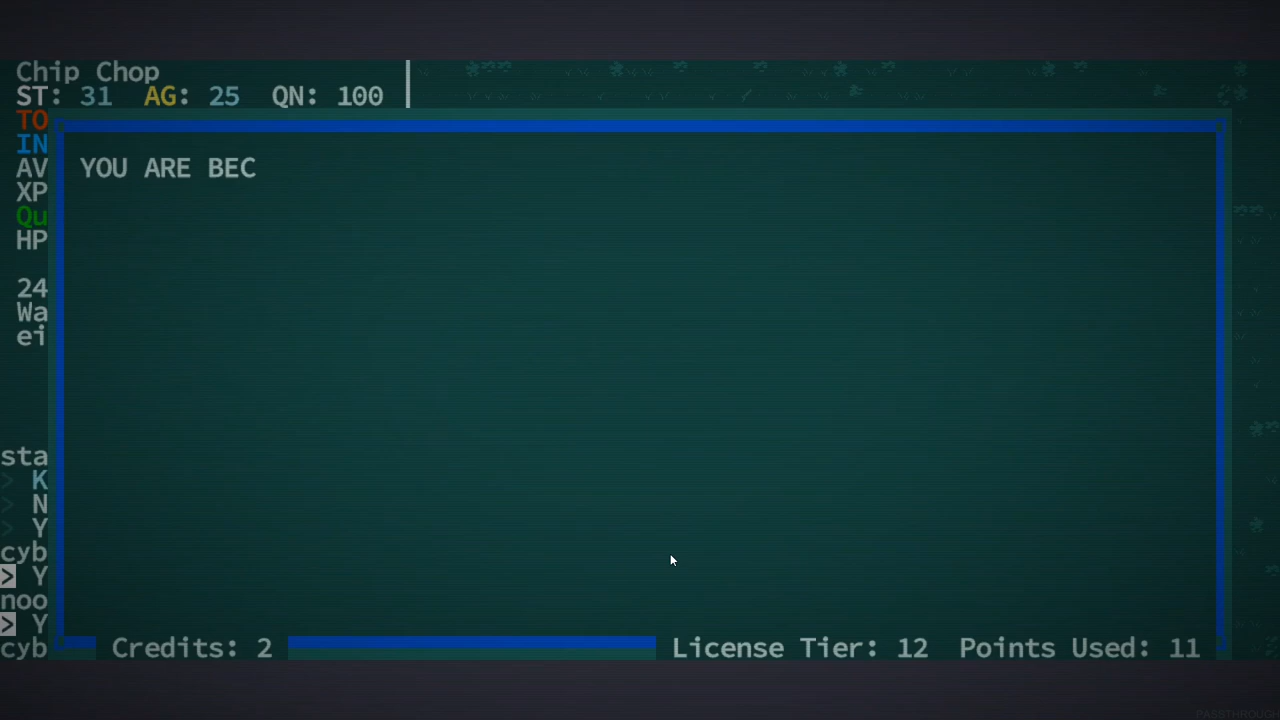 Chip Chop
ST: 31 AG: 25 QN: 100
TO
IN
AV
XP
Qu
HP
YOU ARE BEC
24
Wa
ei
sta
> K
> N
> Y
cyb
> Y
noo
> Y
cyb
Credits: 2 License Tier: 12 Points Used: 11
PASSTHROUGH